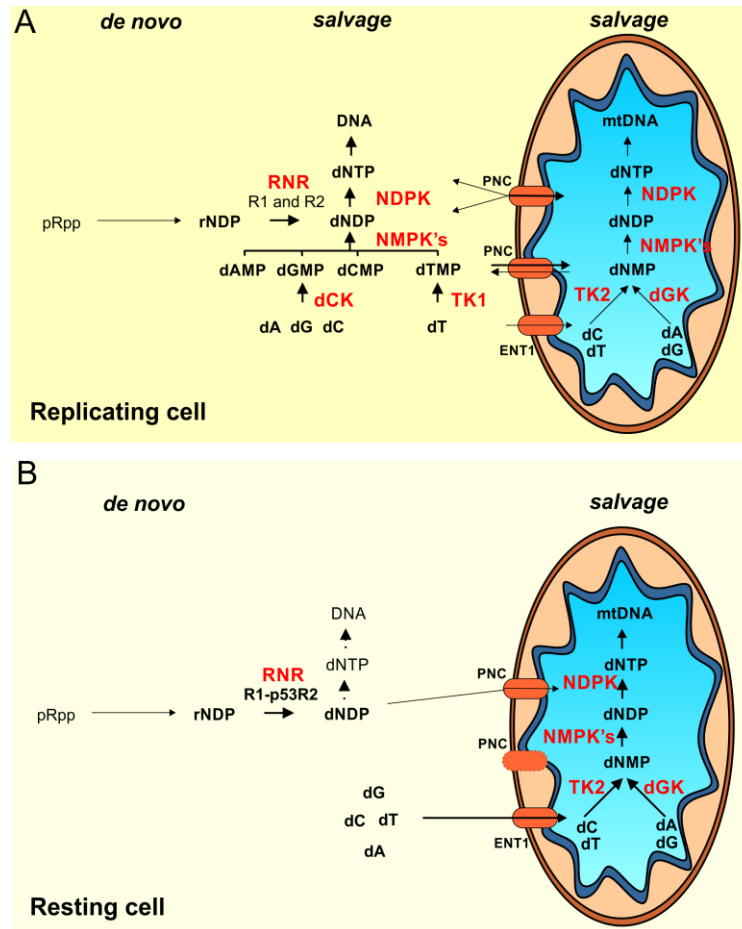 A
de novo salvage salvage
DNA mtDNA
dNTP dNTP
RNR PNC
R1 and R2 NDPK NDPK
pRpp rNDP dNDP dNDP
NMPK's PNC NMPK's
dAMP dGMP dCMP dTMP dNMP
dCK TK1 TK2 dGK
dA dG dC dT dC dA
ENT1 dT dG
Replicating cell
B
de novo salvage
DNA mtDNA
dNTP dNTP
RNR PNC NDPK
R1-p53R2
pRpp rNDP dNDP dNDP
PNC NMPK's
dNMP
dG TK2 dGK
dC dT dC dA
ENT1 dT dG
dA
Resting cell